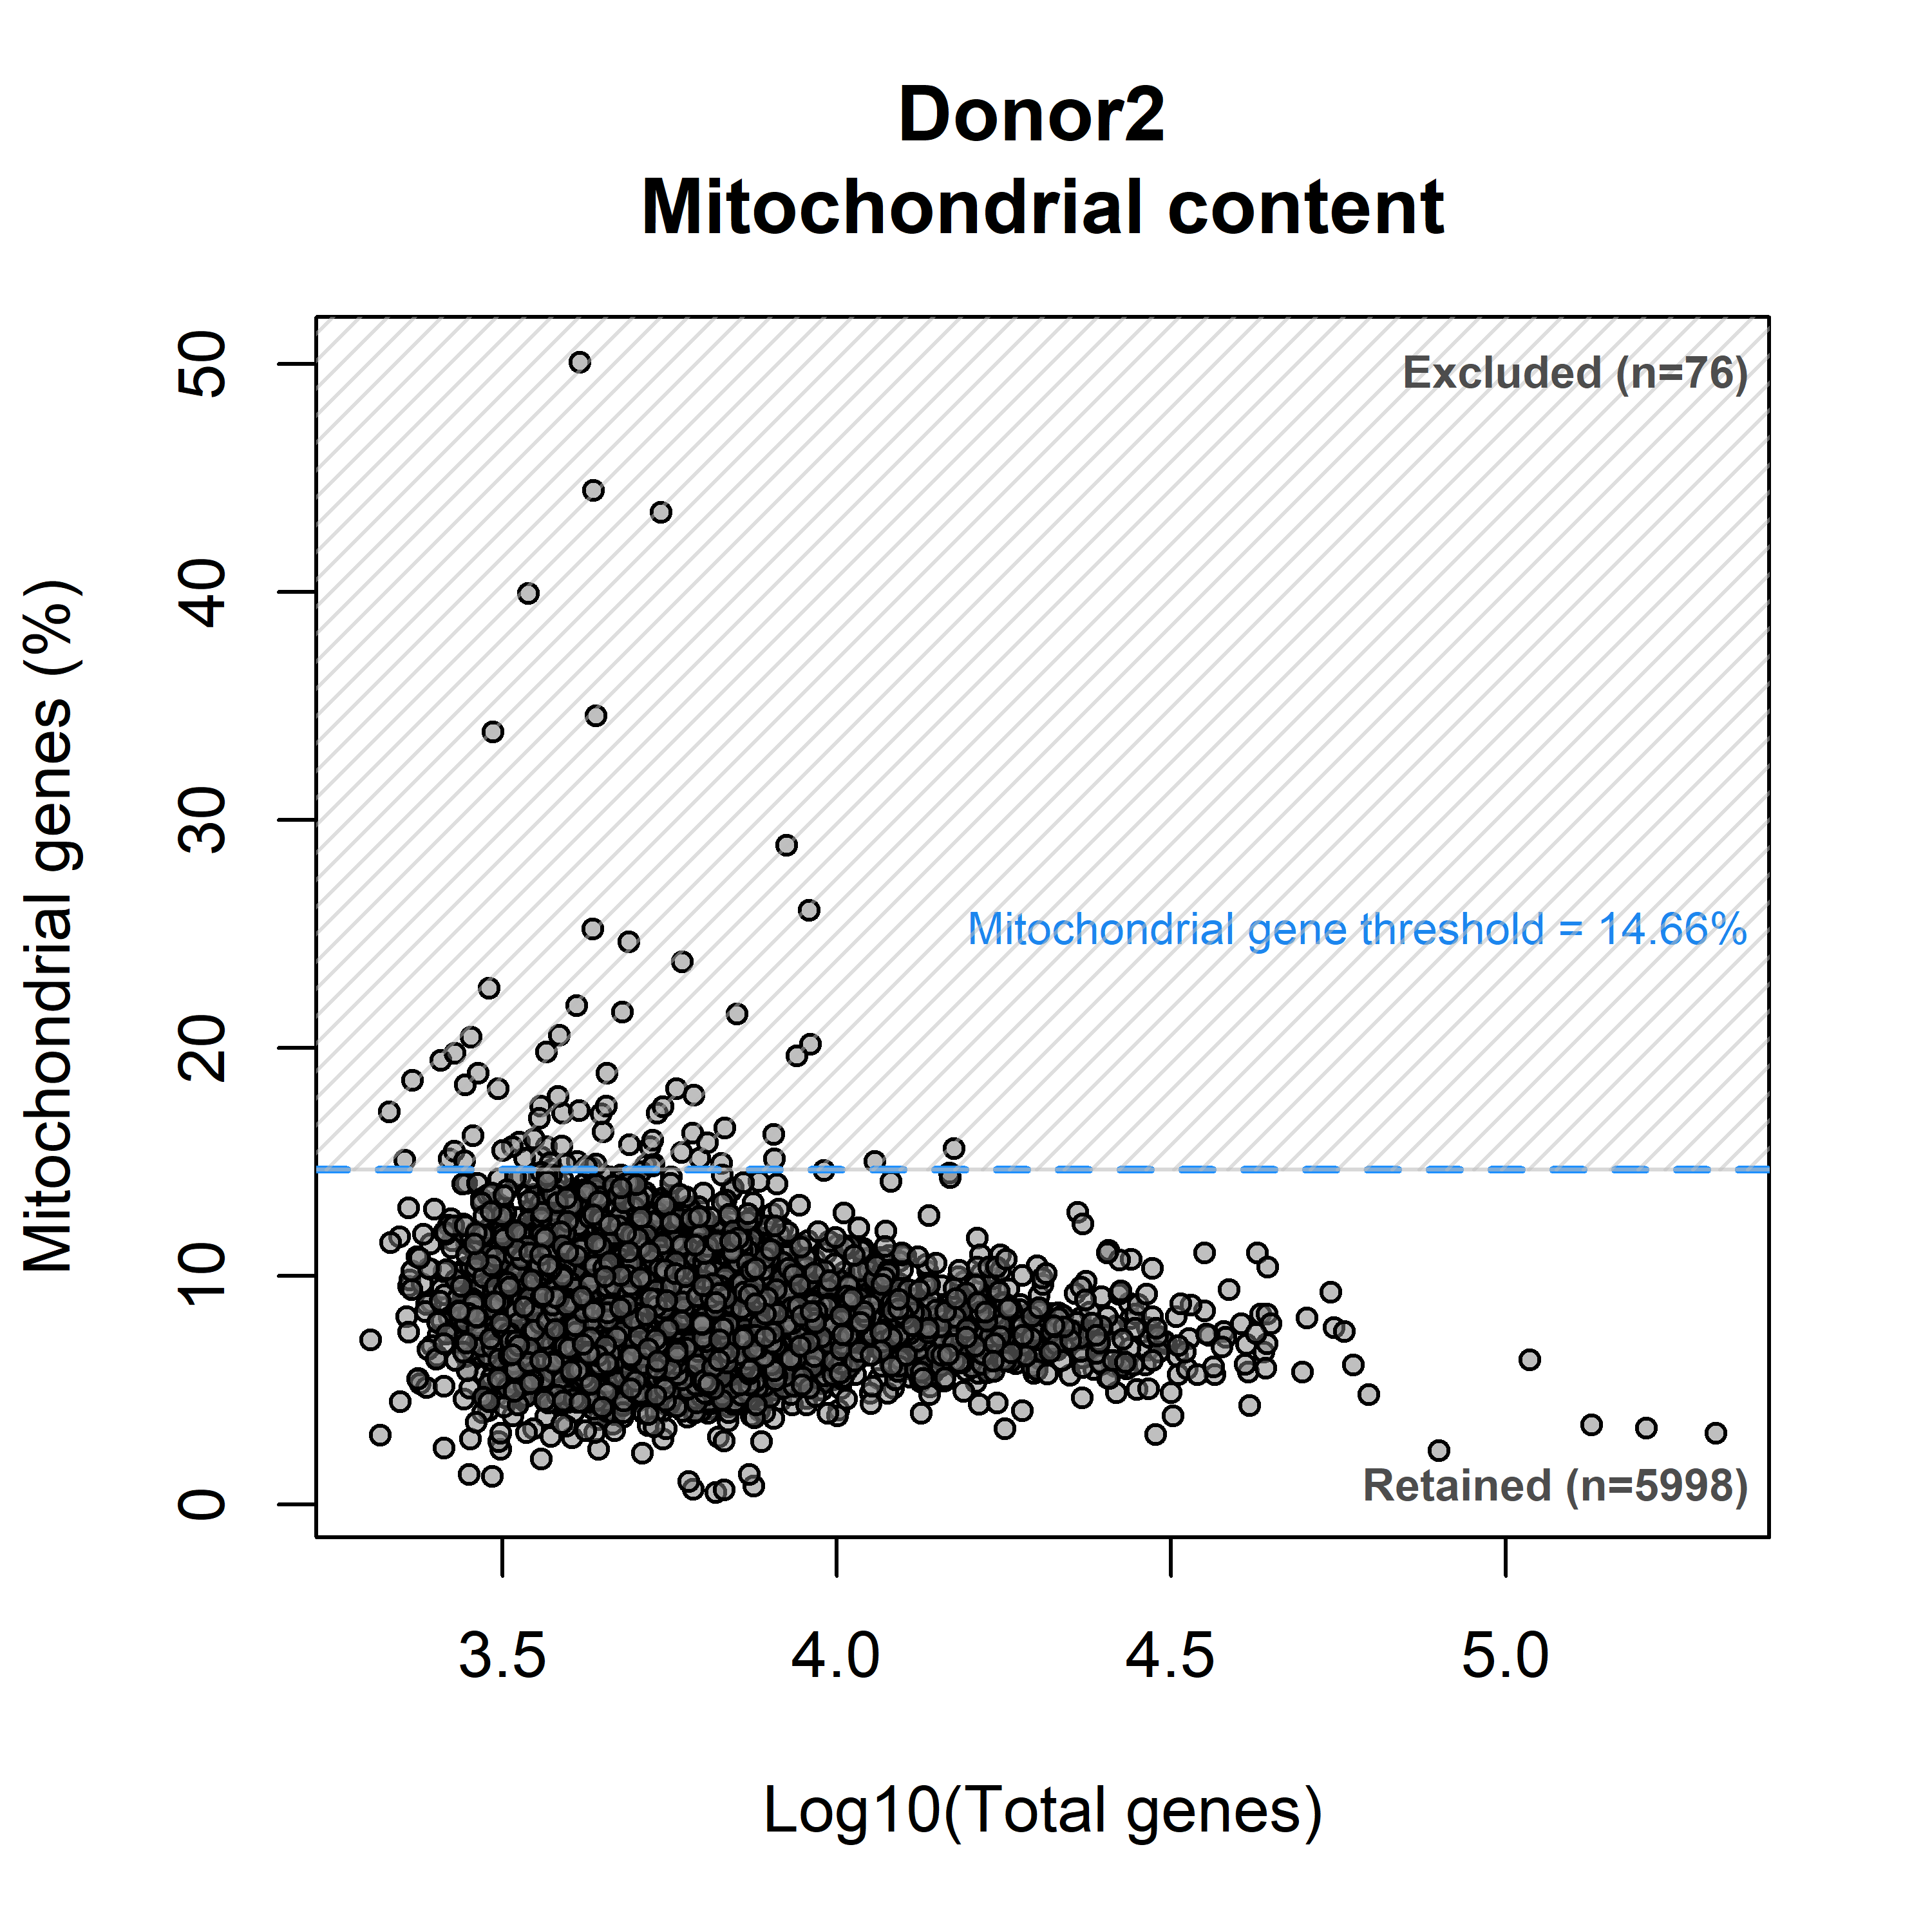 Donor2
Mitochondrial content
Mitochondrial genes (%)
50
40
30
20
10
0
Excluded (n=76)
Mitochondrial gene threshold = 14.66%
Retained (n=5998)
3.5 4.0 4.5 5.0
Log10(Total genes)